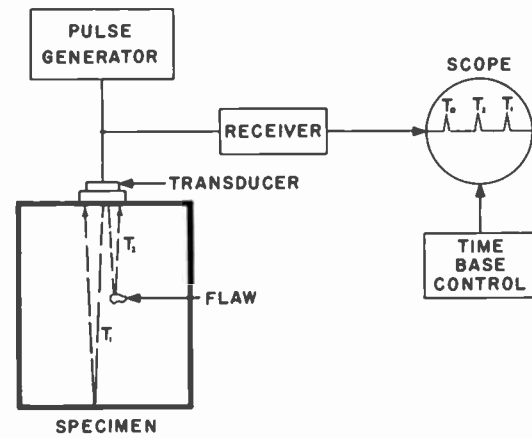 PULSE
GENERATOR
SCOPE
T₀ T₂ T₁
RECEIVER
TRANSDUCER
T₂
TIME
BASE
CONTROL
FLAW
T₁
SPECIMEN